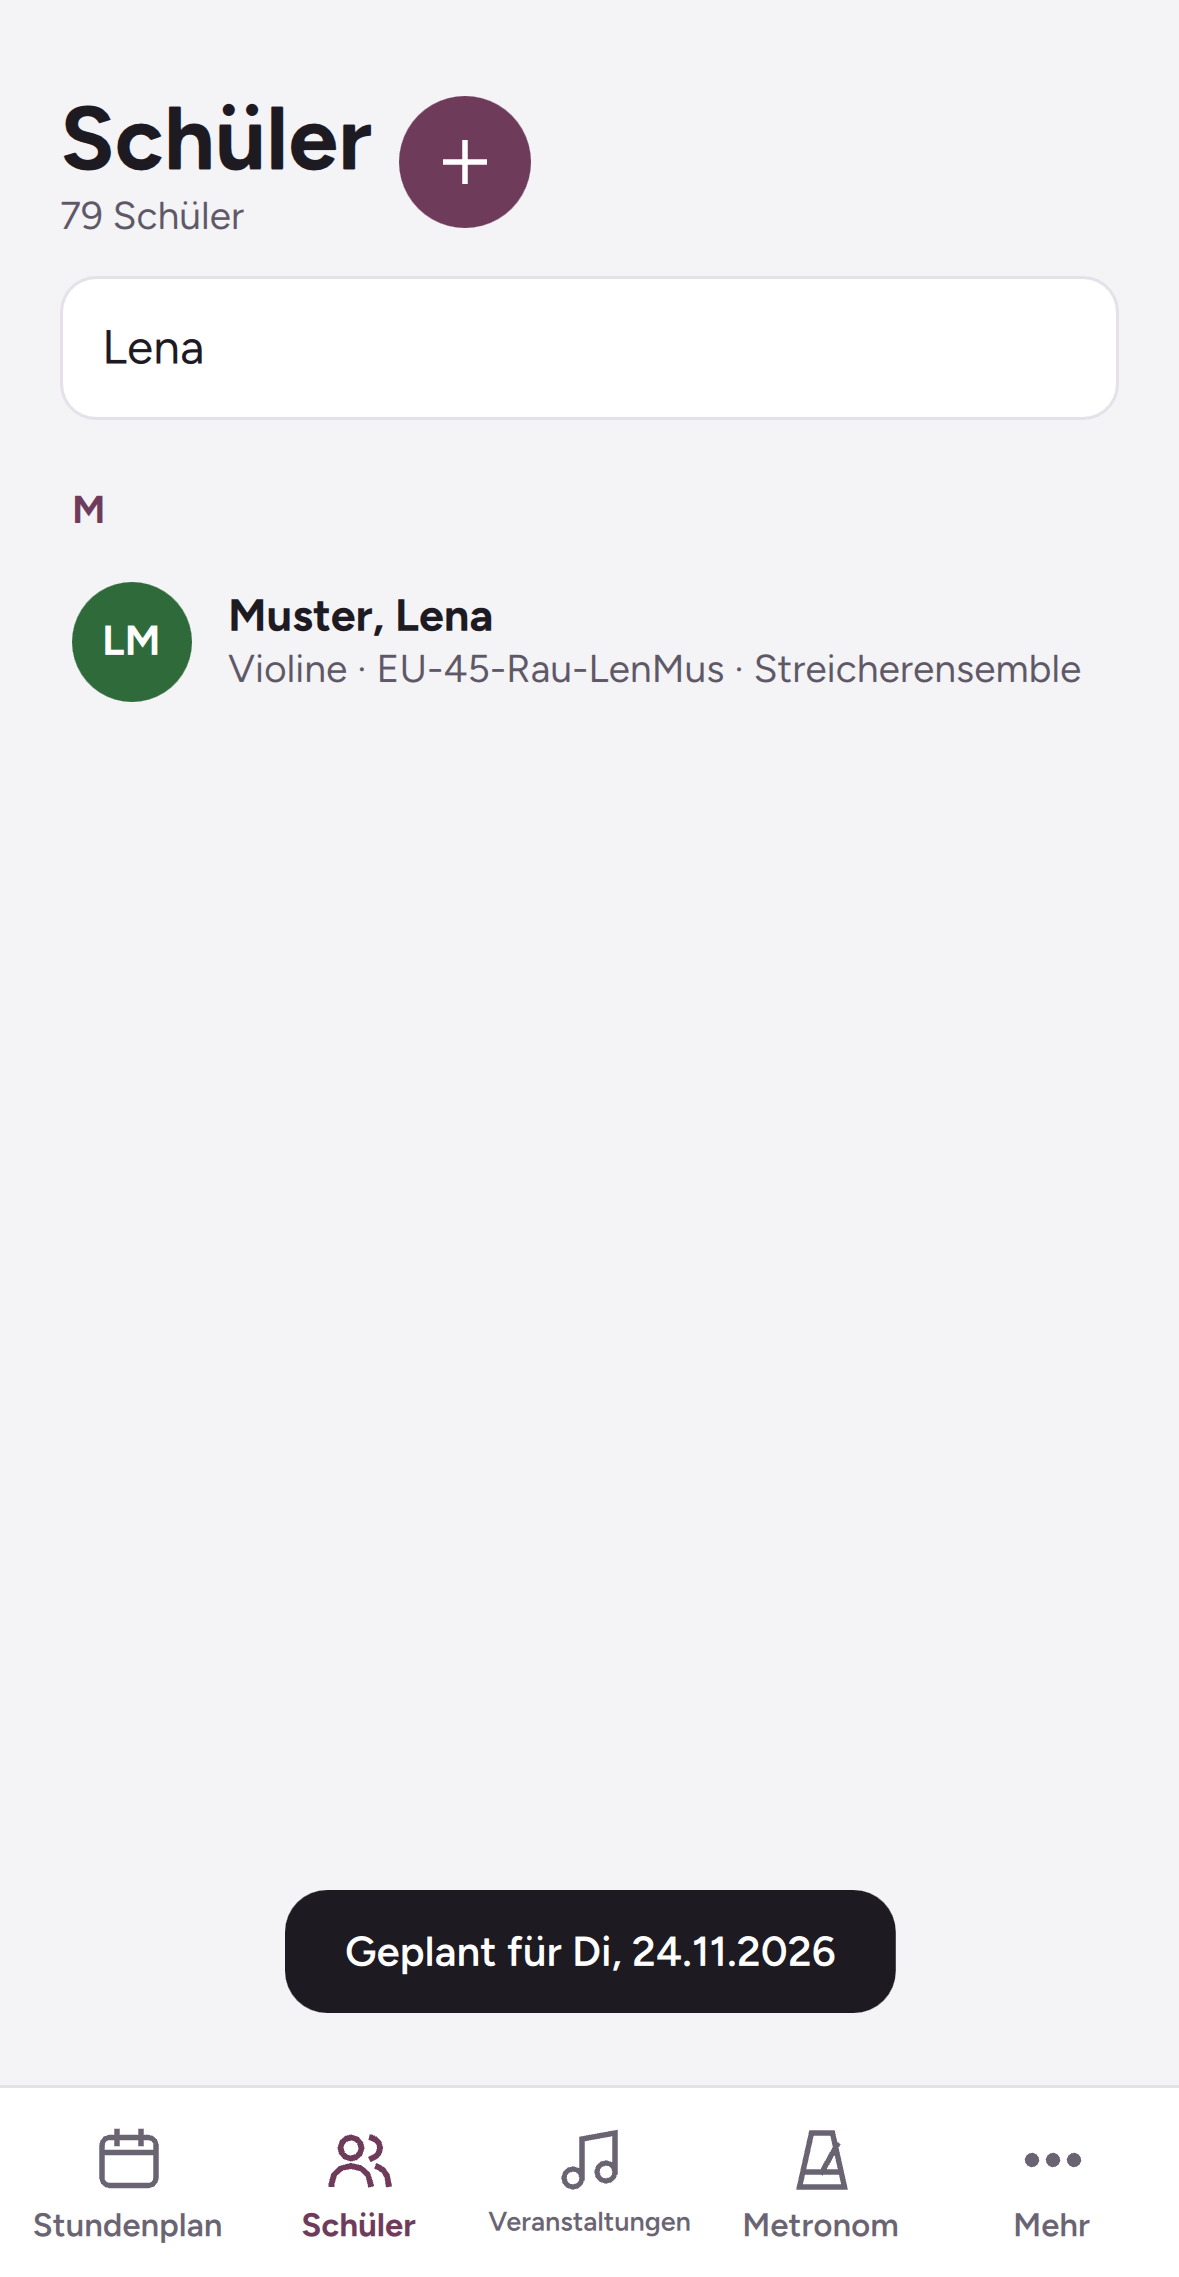 Schüler
79 Schüler
Lena
M
LM
Muster, Lena
Violine · EU-45-Rau-LenMus · Streicherensemble
Geplant für Di, 24.11.2026
Stundenplan
Schüler
Veranstaltungen
Metronom
Mehr